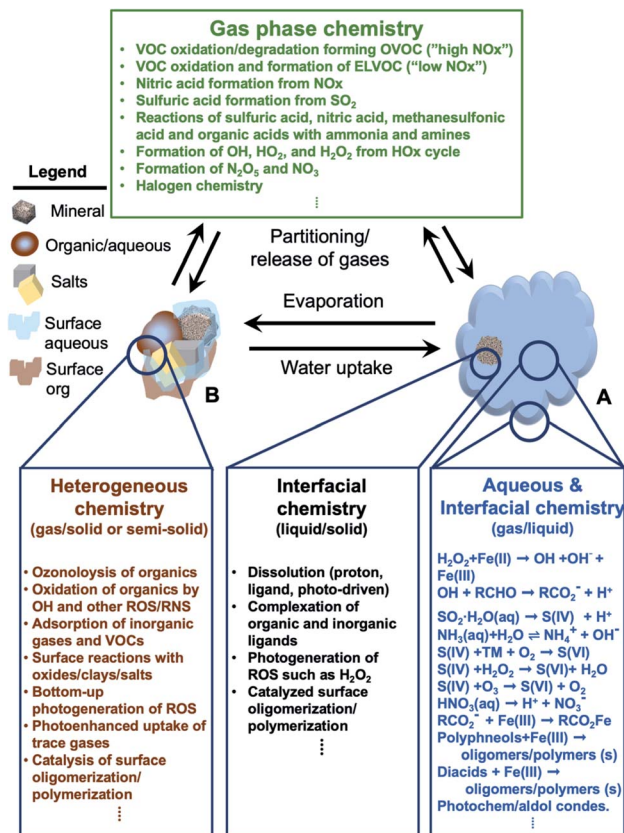 Gas phase chemistry
• VOC oxidation/degradation forming OVOC ("high NOx")
• VOC oxidation and formation of ELVOC ("low NOx")
• Nitric acid formation from NOx
• Sulfuric acid formation from SO₂
• Reactions of sulfuric acid, nitric acid, methanesulfonic
acid and organic acids with ammonia and amines
• Formation of OH, HO₂, and H₂O₂ from HOx cycle
• Formation of N₂O₅ and NO₃
• Halogen chemistry
⋮
Legend
Mineral
Organic/aqueous
Salts
Surface
aqueous
Surface
org
Partitioning/
release of gases
Evaporation
Water uptake
B
A
Heterogeneous
chemistry
(gas/solid or semi-solid)
• Ozonoloysis of organics
• Oxidation of organics by
OH and other ROS/RNS
• Adsorption of inorganic
gases and VOCs
• Surface reactions with
oxides/clays/salts
• Bottom-up
photogeneration of ROS
• Photoenhanced uptake of
trace gases
• Catalysis of surface
oligomerization/
polymerization
⋮
Interfacial
chemistry
(liquid/solid)
• Dissolution (proton,
ligand, photo-driven)
• Complexation of
organic and inorganic
ligands
• Photogeneration of
ROS such as H₂O₂
• Catalyzed surface
oligomerization/
polymerization
⋮
Aqueous &
Interfacial chemistry
(gas/liquid)
H₂O₂+Fe(II) → OH +OH⁻ +
Fe(III)
OH + RCHO → RCO₂⁻ + H⁺
SO₂·H₂O(aq) → S(IV) + H⁺
NH₃(aq)+H₂O ⇌ NH₄⁺ + OH⁻
S(IV) +TM + O₂ → S(VI)
S(IV) +H₂O₂ → S(VI)+ H₂O
S(IV) +O₃ → S(VI) + O₂
HNO₃(aq) → H⁺ + NO₃⁻
RCO₂⁻ + Fe(III) → RCO₂Fe
Polyphneols+Fe(III) →
oligomers/polymers (s)
Diacids + Fe(III) →
oligomers/polymers (s)
Photochem/aldol condes.
⋮